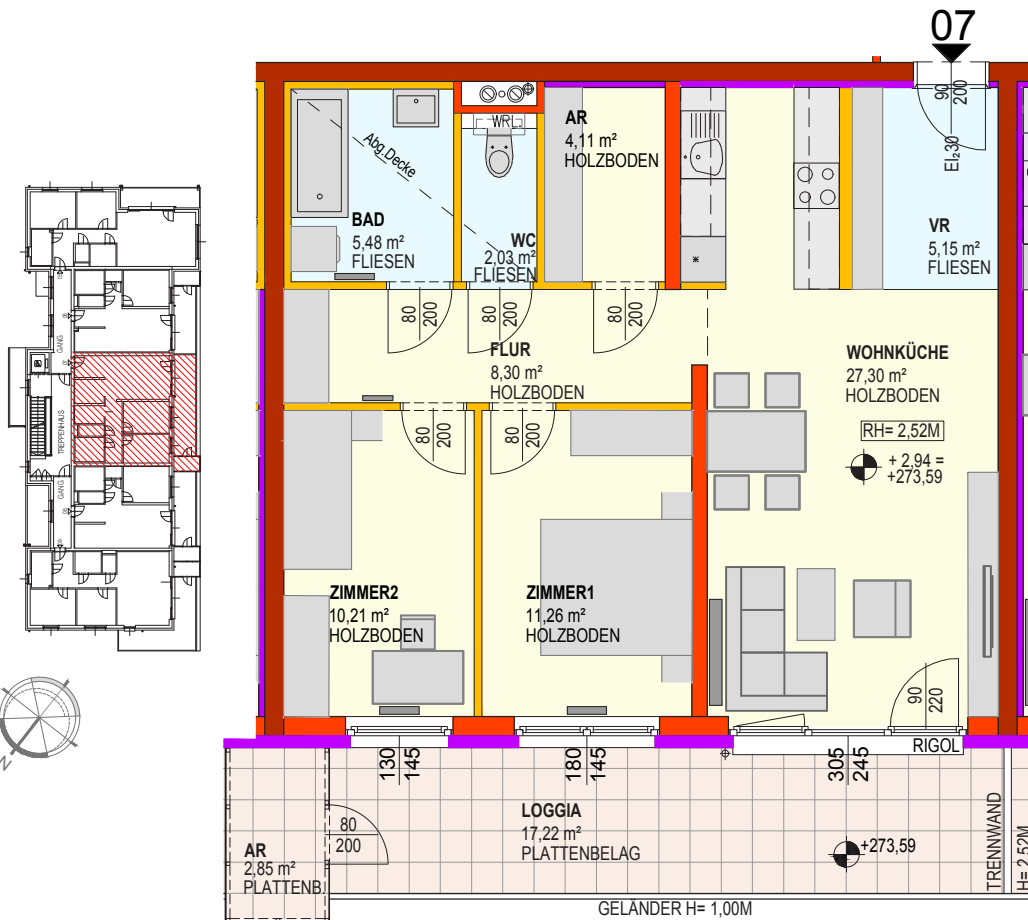 07
90
200
EI₂30
WRL.
Abg.Decke
AR
4,11 m²
HOLZBODEN
BAD
5,48 m²
FLIESEN
WC
2,03 m²
FLIESEN
VR
5,15 m²
FLIESEN
80
200
80
200
80
200
FLUR
8,30 m²
HOLZBODEN
WOHNKÜCHE
27,30 m²
HOLZBODEN
RH= 2,52M
+ 2,94 =
+273,59
80
200
80
200
ZIMMER2
10,21 m²
HOLZBODEN
ZIMMER1
11,26 m²
HOLZBODEN
90
220
RIGOL
130
145
180
145
305
245
LOGGIA
17,22 m²
PLATTENBELAG
80
200
AR
2,85 m²
PLATTENB.
+273,59
TRENNWAND
H= 2,52M
GELÄNDER H= 1,00M
GANG
TREPPENHAUS
GANG
N